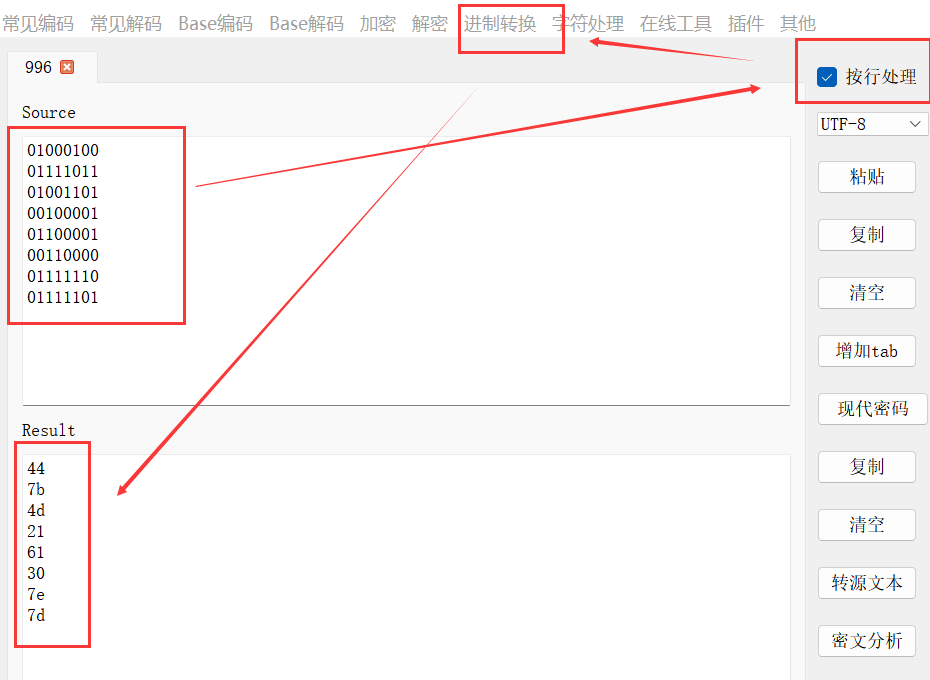 常见编码 常见解码 Base编码 Base解码 加密 解密 进制转换 字符处理 在线工具 插件 其他
996
按行处理
Source
UTF-8
01000100
01111011
01001101
00100001
01100001
00110000
01111110
01111101
粘贴
复制
清空
增加tab
现代密码
Result
44
7b
4d
21
61
30
7e
7d
复制
清空
转源文本
密文分析